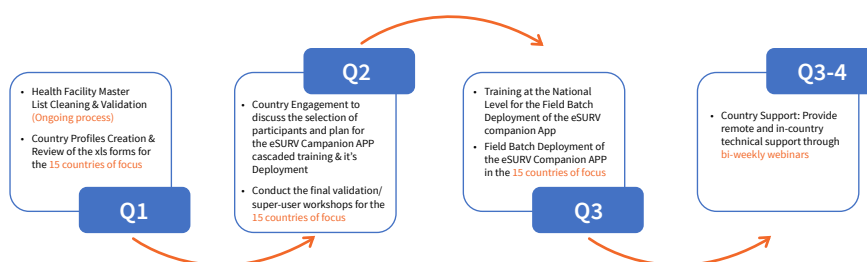 • Health Facility Master
List Cleaning & Validation
(Ongoing process)
• Country Profiles Creation &
Review of the xls forms for
the 15 countries of focus
Q1
Q2
• Country Engagement to
discuss the selection of
participants and plan for
the eSURV Companion APP
cascaded training & it's
Deployment
• Conduct the final validation/
super-user workshops for the
15 countries of focus
• Training at the National
Level for the Field Batch
Deployment of the eSURV
companion App
• Field Batch Deployment of
the eSURV Companion APP
in the 15 countries of focus
Q3
Q3-4
• Country Support: Provide
remote and in-country
technical support through
bi-weekly webinars